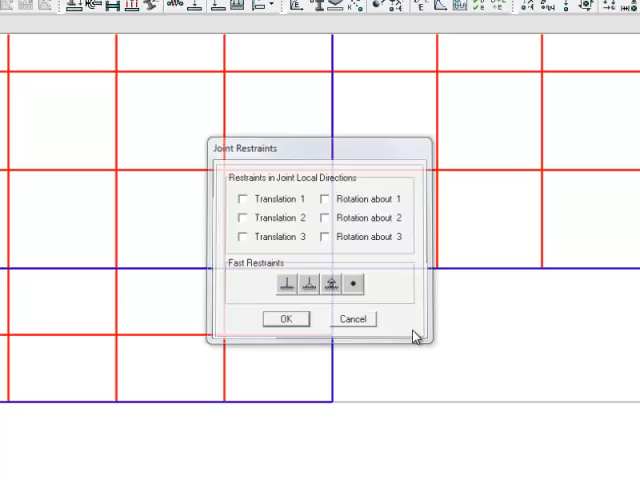 Joint Restraints
Restraints in Joint Local Directions
Translation 1
Rotation about 1
Translation 2
Rotation about 2
Translation 3
Rotation about 3
Fast Restraints
OK
Cancel